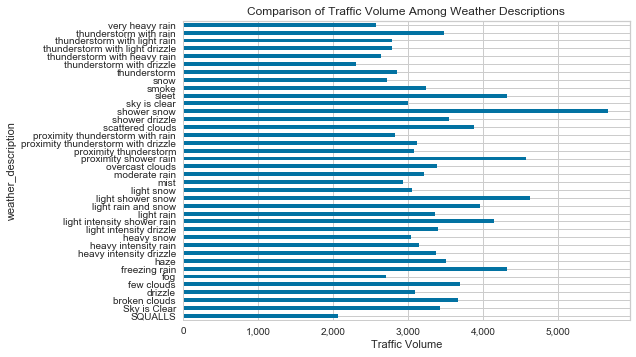 Comparison of Traffic Volume Among Weather Descriptions
weather_description
very heavy rain
thunderstorm with rain
thunderstorm with light rain
thunderstorm with light drizzle
thunderstorm with heavy rain
thunderstorm with drizzle
thunderstorm
snow
smoke
sleet
sky is clear
shower snow
shower drizzle
scattered clouds
proximity thunderstorm with rain
proximity thunderstorm with drizzle
proximity thunderstorm
proximity shower rain
overcast clouds
moderate rain
mist
light snow
light shower snow
light rain and snow
light rain
light intensity shower rain
light intensity drizzle
heavy snow
heavy intensity rain
heavy intensity drizzle
haze
freezing rain
fog
few clouds
drizzle
broken clouds
Sky is Clear
SQUALLS
0 1,000 2,000 3,000 4,000 5,000
Traffic Volume